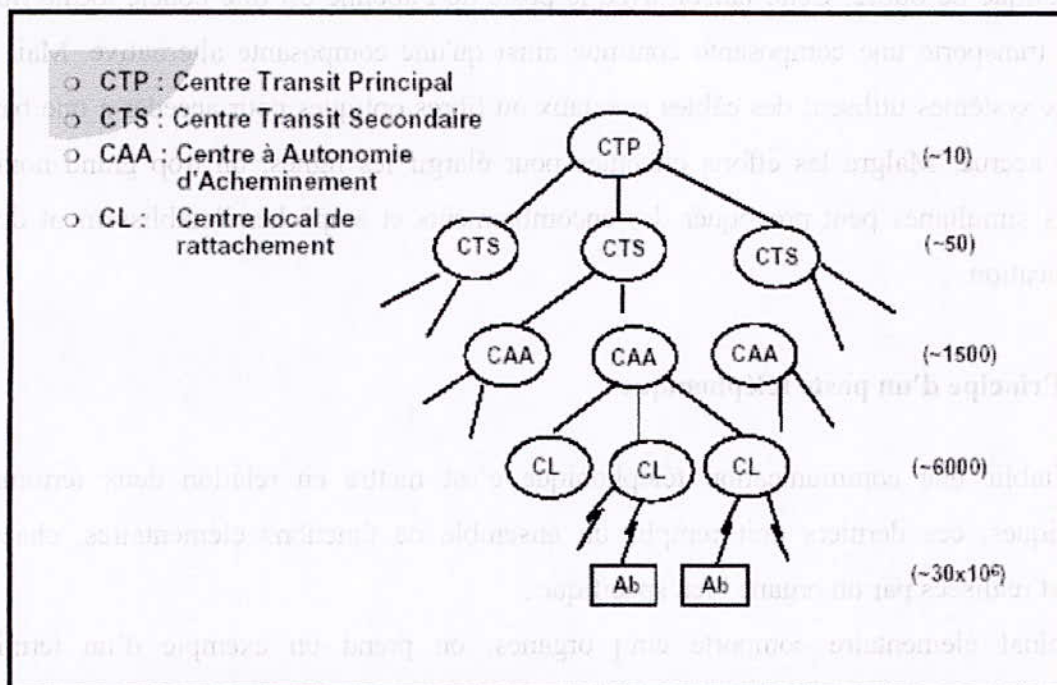 ○ CTP : Centre Transit Principal
○ CTS : Centre Transit Secondaire
○ CAA : Centre à Autonomie
d'Acheminement
○ CL : Centre local de
rattachement
CTP (~10)
CTS CTS CTS (~50)
CAA CAA CAA (~1500)
CL CL CL (~6000)
Ab Ab (~30x10⁶)